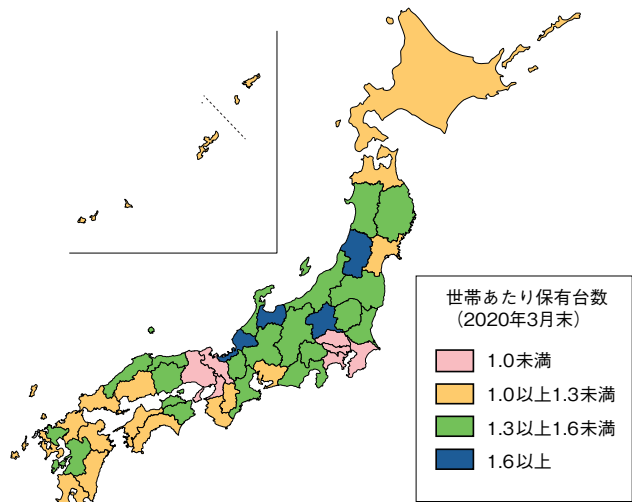 世帯あたり保有台数
（2020年3月末）
1.0未満
1.0以上1.3未満
1.3以上1.6未満
1.6以上